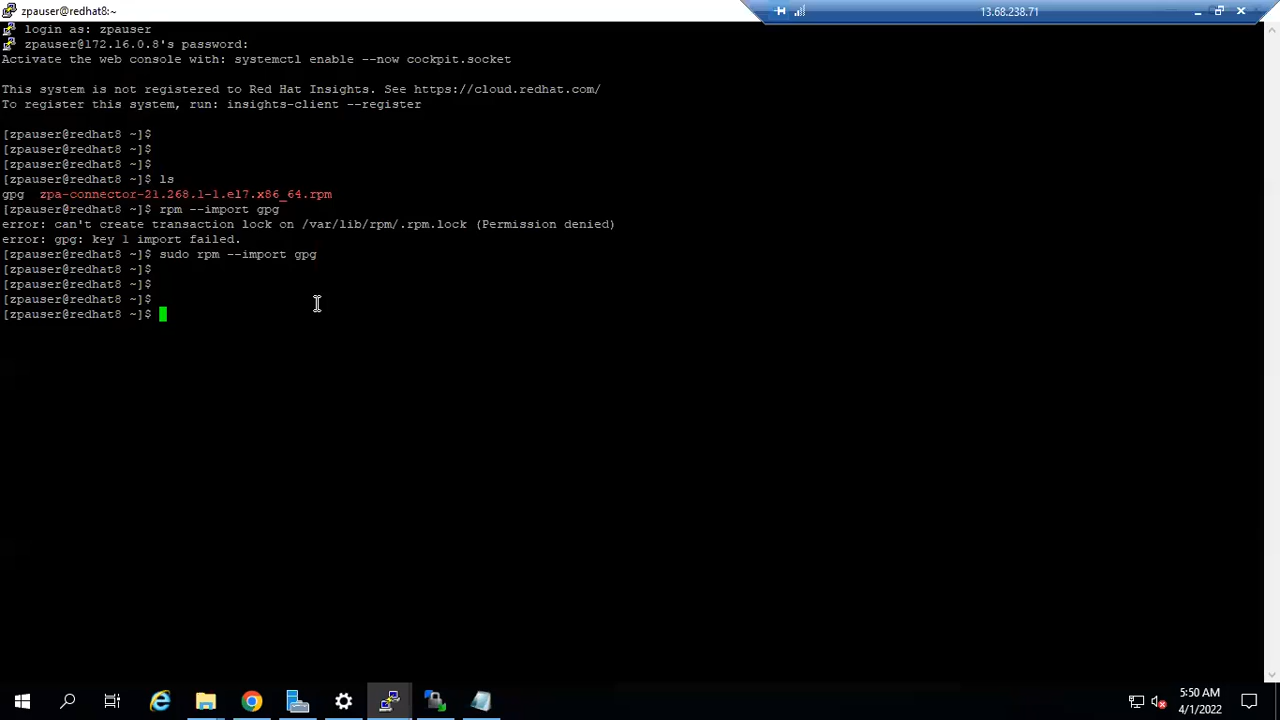 zpauser@redhat8:~
13.68.238.71
login as: zpauser
zpauser@172.16.0.8's password:
Activate the web console with: systemctl enable --now cockpit.socket
This system is not registered to Red Hat Insights. See https://cloud.redhat.com/
To register this system, run: insights-client --register
[zpauser@redhat8 ~]$
[zpauser@redhat8 ~]$
[zpauser@redhat8 ~]$
[zpauser@redhat8 ~]$ ls
gpg  zpa-connector-21.268.1-1.el7.x86_64.rpm
[zpauser@redhat8 ~]$ rpm --import gpg
error: can't create transaction lock on /var/lib/rpm/.rpm.lock (Permission denied)
error: gpg: key 1 import failed.
[zpauser@redhat8 ~]$ sudo rpm --import gpg
[zpauser@redhat8 ~]$
[zpauser@redhat8 ~]$
[zpauser@redhat8 ~]$
[zpauser@redhat8 ~]$
5:50 AM
4/1/2022